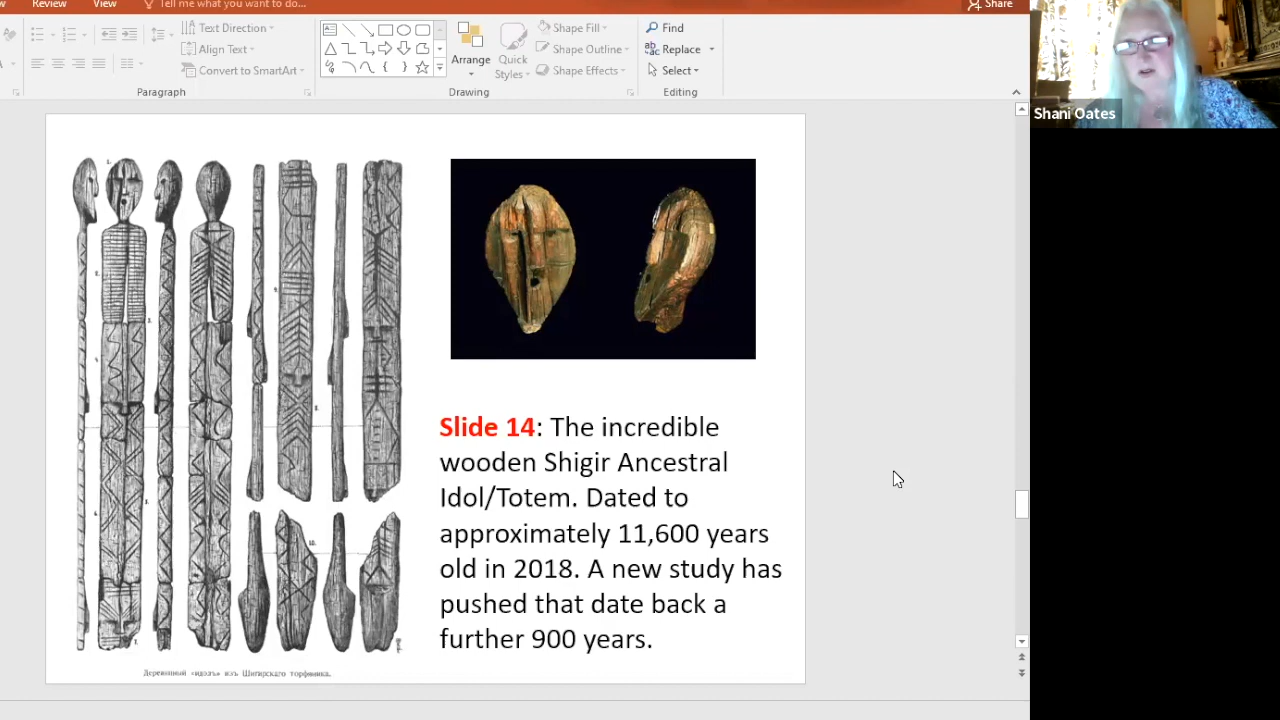 Review
View
Tell me what you want to do...
Share
Text Direction
Align Text
Convert to SmartArt
Paragraph
Arrange
Quick
Styles
Shape Fill
Shape Outline
Shape Effects
Drawing
Find
Replace
Select
Editing
Shani Oates
Slide 14: The incredible
wooden Shigir Ancestral
Idol/Totem. Dated to
approximately 11,600 years
old in 2018. A new study has
pushed that date back a
further 900 years.
Деревянный «идолъ» изъ Шигирскаго торфяника.